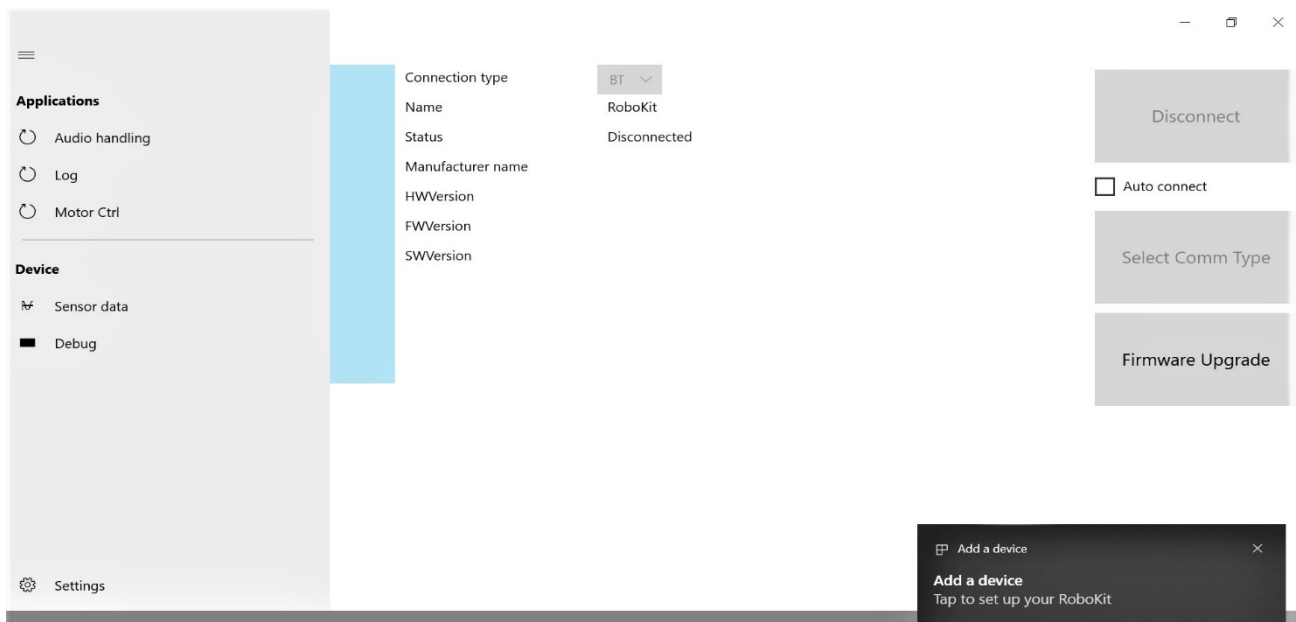 Applications
Audio handling
Log
Motor Ctrl
Device
Sensor data
Debug
Settings
Connection type BT
Name RoboKit
Status Disconnected
Manufacturer name
HWVersion
FWVersion
SWVersion
Disconnect
Auto connect
Select Comm Type
Firmware Upgrade
Add a device
Add a device
Tap to set up your RoboKit